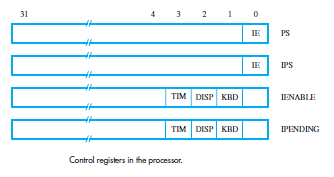 31 4 3 2 1 0
IE PS
IE IPS
TIM DISP KBD IENABLE
TIM DISP KBD IPENDING
Control registers in the processor.